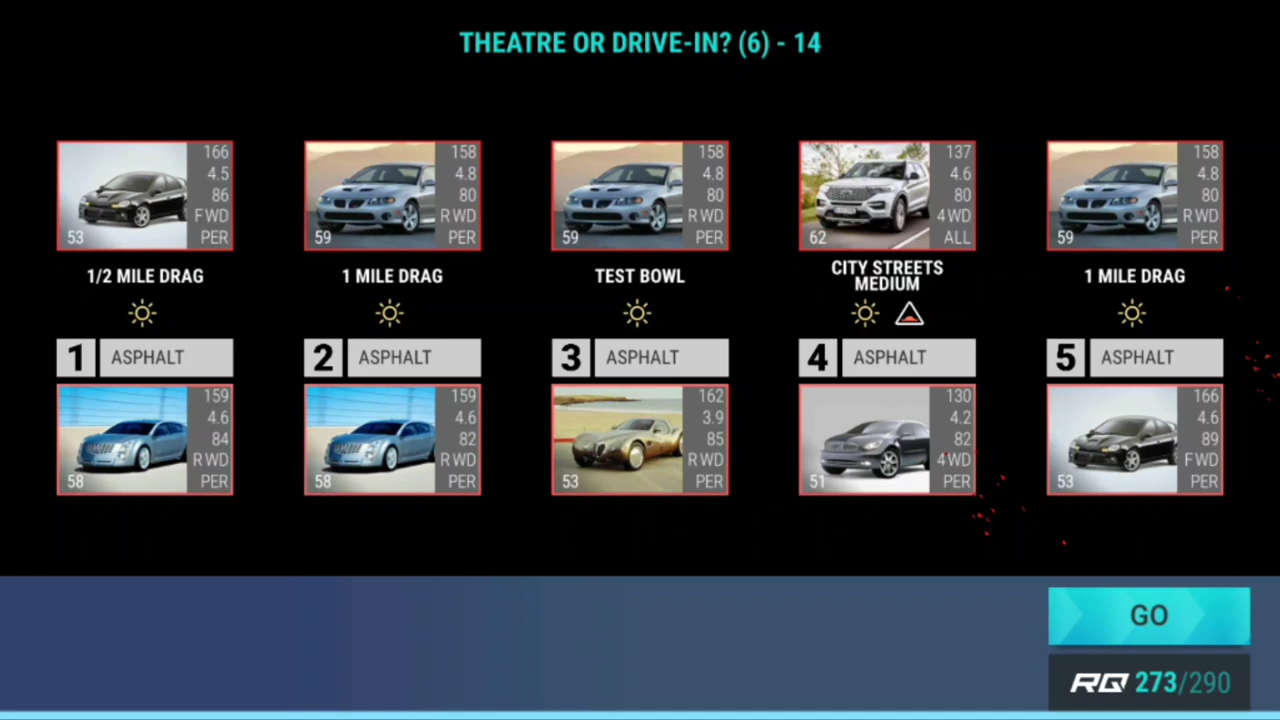 THEATRE OR DRIVE-IN? (6) - 14
166
4.5
86
FWD
PER
53
158
4.8
80
RWD
PER
59
158
4.8
80
RWD
PER
59
137
4.6
80
4WD
ALL
62
158
4.8
80
RWD
PER
59
1/2 MILE DRAG
1 MILE DRAG
TEST BOWL
CITY STREETS
MEDIUM
1 MILE DRAG
1 ASPHALT
2 ASPHALT
3 ASPHALT
4 ASPHALT
5 ASPHALT
159
4.6
84
RWD
PER
58
159
4.6
82
RWD
PER
58
162
3.9
85
RWD
PER
53
130
4.2
82
4WD
PER
51
166
4.6
89
FWD
PER
53
GO
RQ 273/290